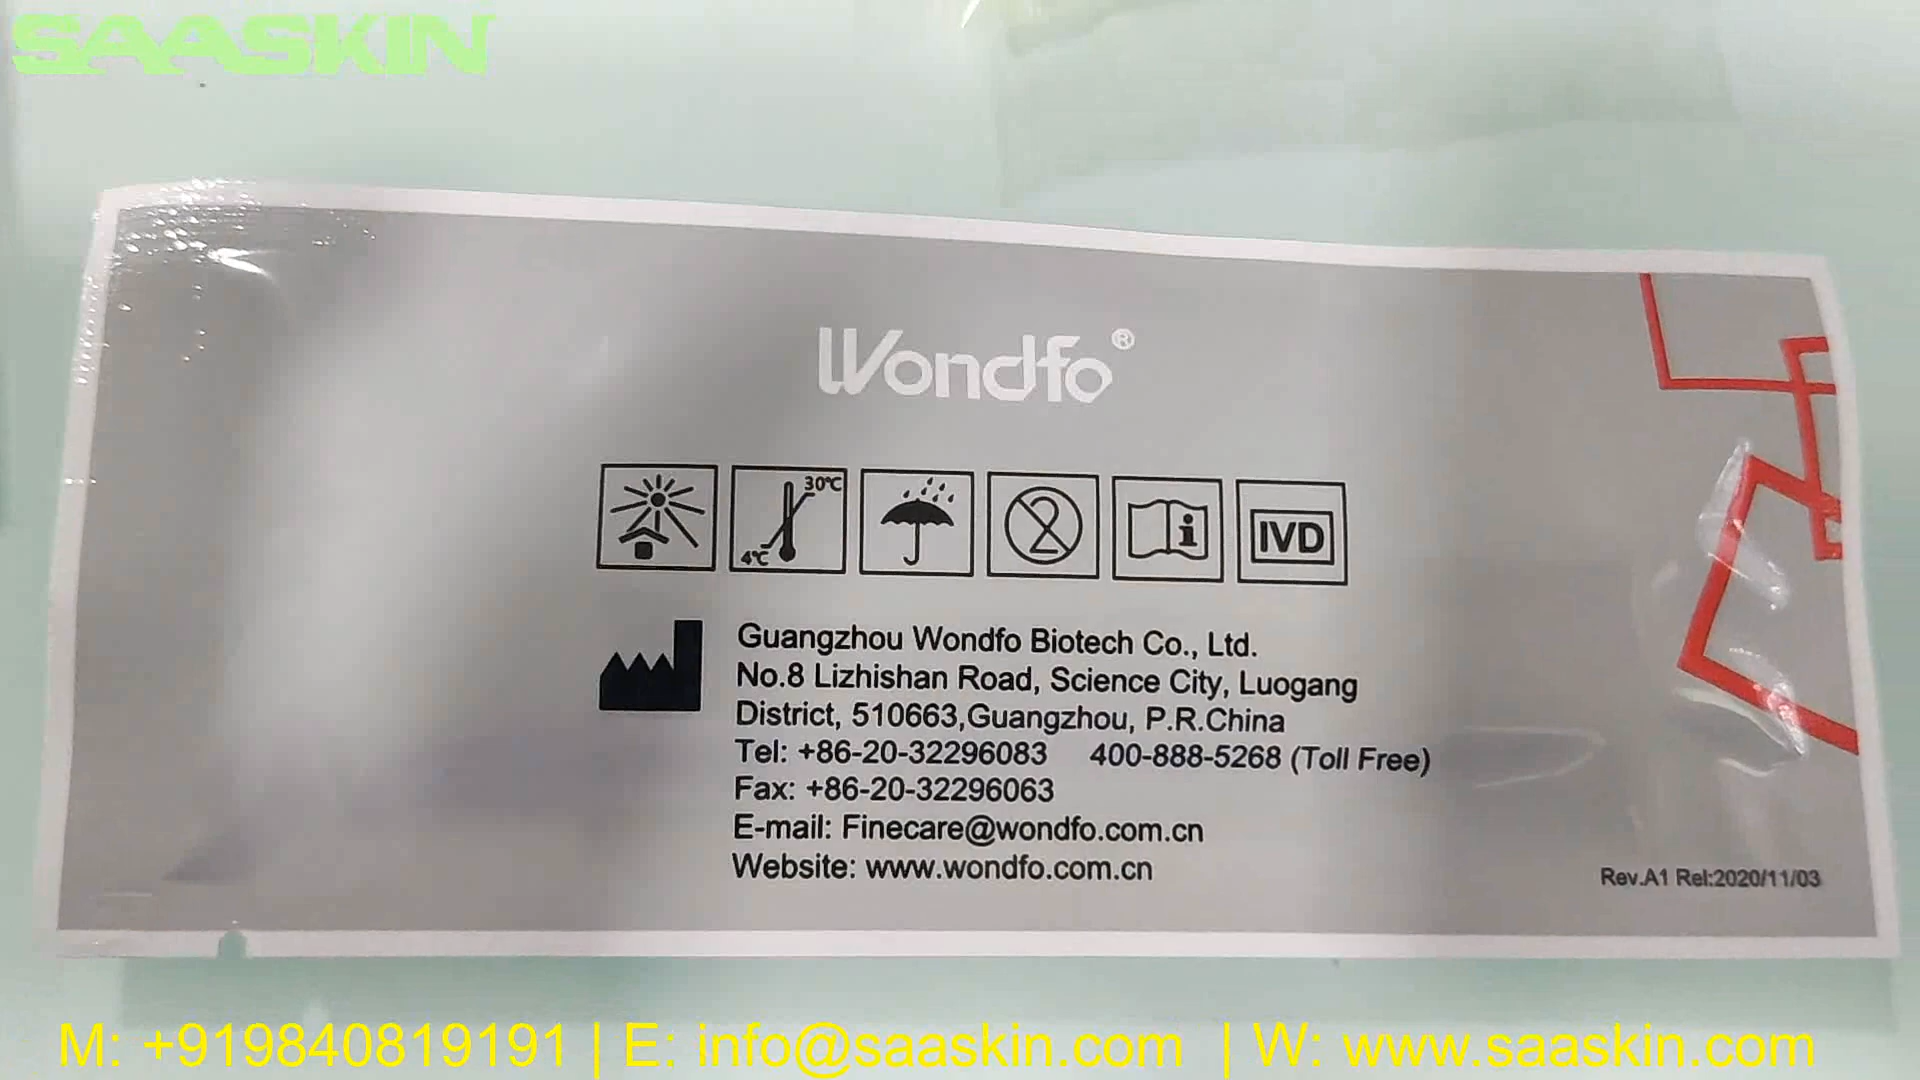 SAASKIN
Wondfo®
30℃
4℃
2
i
IVD
Guangzhou Wondfo Biotech Co., Ltd.
No.8 Lizhishan Road, Science City, Luogang
District, 510663,Guangzhou, P.R.China
Tel: +86-20-32296083 400-888-5268 (Toll Free)
Fax: +86-20-32296063
E-mail: Finecare@wondfo.com.cn
Website: www.wondfo.com.cn
Rev.A1 Rel:2020/11/03
M: +919840819191 | E: info@saaskin.com | W: www.saaskin.com